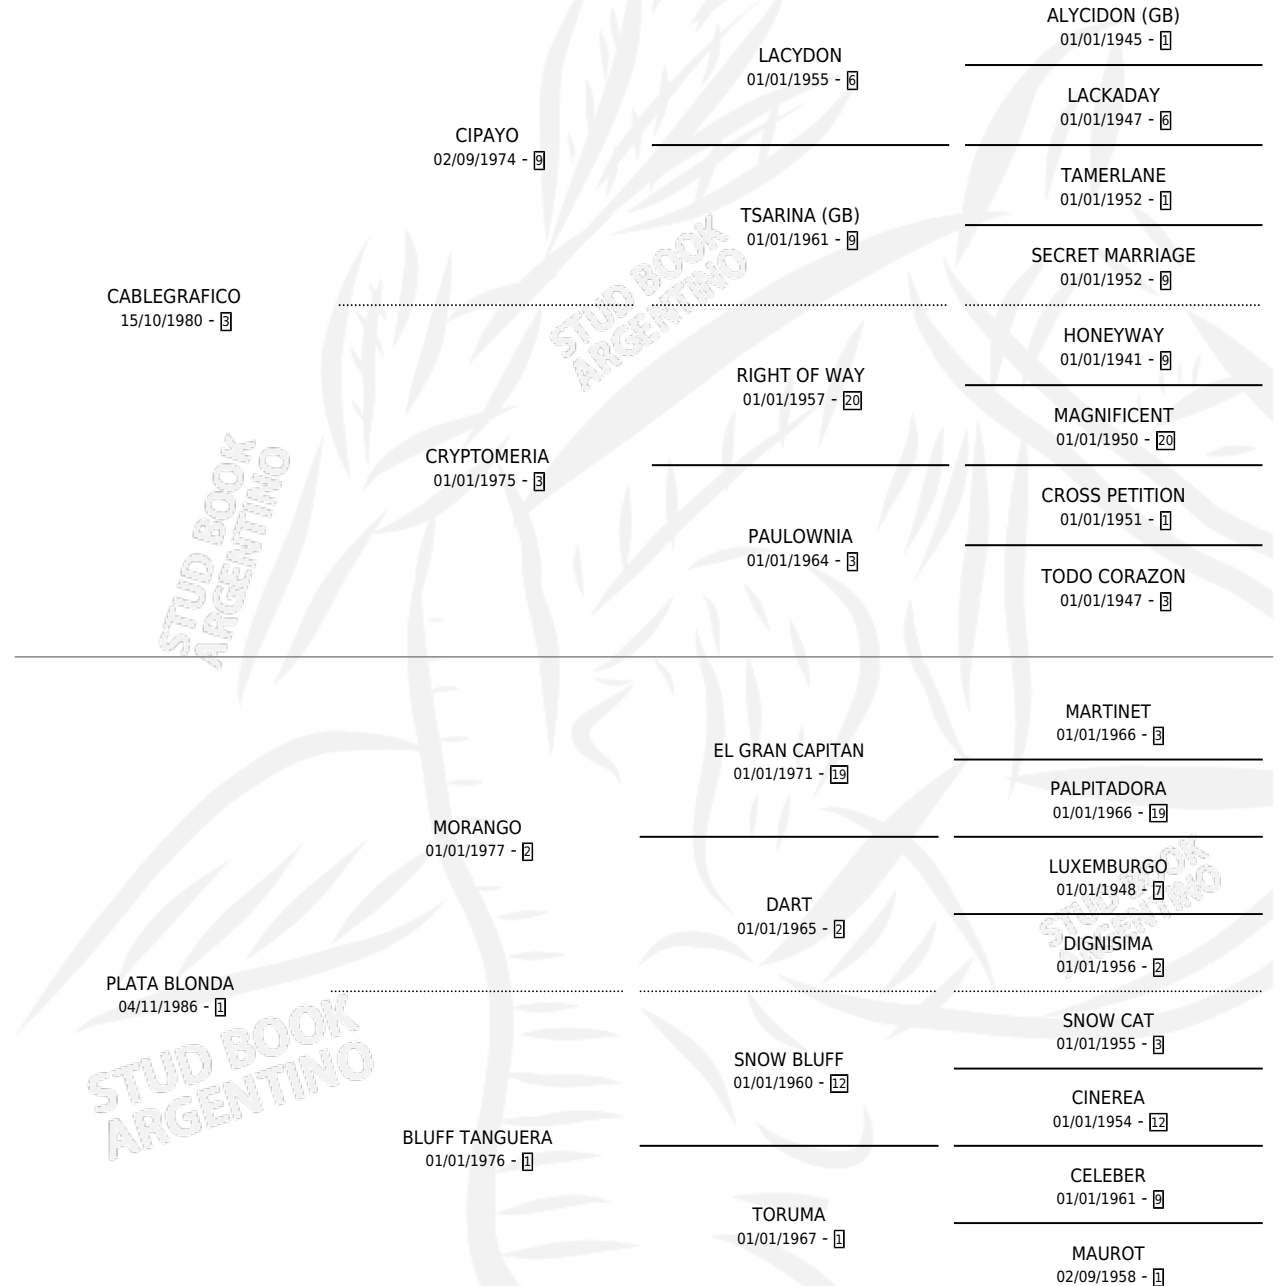 ALYCIDON (GB)
01/01/1945 - 1
LACYDON
01/01/1955 - 6
LACKADAY
01/01/1947 - 6
CIPAYO
02/09/1974 - 9
TAMERLANE
01/01/1952 - 1
TSARINA (GB)
01/01/1961 - 9
SECRET MARRIAGE
01/01/1952 - 9
CABLEGRAFICO
15/10/1980 - 3
STUD BOOK
ARGENTINO
HONEYWAY
01/01/1941 - 9
RIGHT OF WAY
01/01/1957 - 20
MAGNIFICENT
01/01/1950 - 20
CRYPTOMERIA
01/01/1975 - 3
CROSS PETITION
01/01/1951 - 1
PAULOWNIA
01/01/1964 - 3
TODO CORAZON
01/01/1947 - 3
STUD BOOK
ARGENTINO
MARTINET
01/01/1966 - 3
EL GRAN CAPITAN
01/01/1971 - 19
PALPITADORA
01/01/1966 - 19
MORANGO
01/01/1977 - 2
LUXEMBURGO
01/01/1948 - 7
DART
01/01/1965 - 2
STUD BOOK
ARGENTINO
DIGNISIMA
01/01/1956 - 2
PLATA BLONDA
04/11/1986 - 1
SNOW CAT
01/01/1955 - 3
STUD BOOK
ARGENTINO
SNOW BLUFF
01/01/1960 - 12
CINEREA
01/01/1954 - 12
BLUFF TANGUERA
01/01/1976 - 1
CELEBER
01/01/1961 - 9
TORUMA
01/01/1967 - 1
MAUROT
02/09/1958 - 1